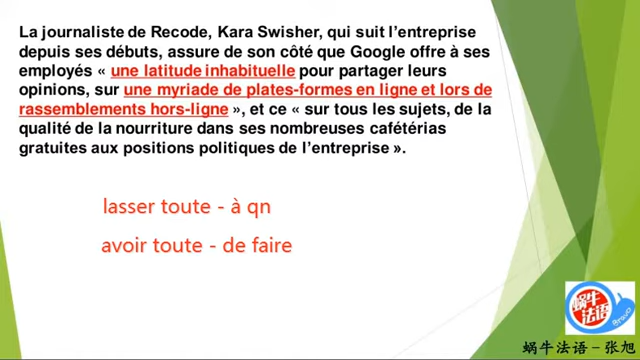 La journaliste de Recode, Kara Swisher, qui suit l’entreprise
depuis ses débuts, assure de son côté que Google offre à ses
employés « une latitude inhabituelle pour partager leurs
opinions, sur une myriade de plates-formes en ligne et lors de
rassemblements hors-ligne », et ce « sur tous les sujets, de la
qualité de la nourriture dans ses nombreuses cafétérias
gratuites aux positions politiques de l’entreprise ».
lasser toute - à qn
avoir toute - de faire
蜗牛
法语
蜗牛法语－张旭